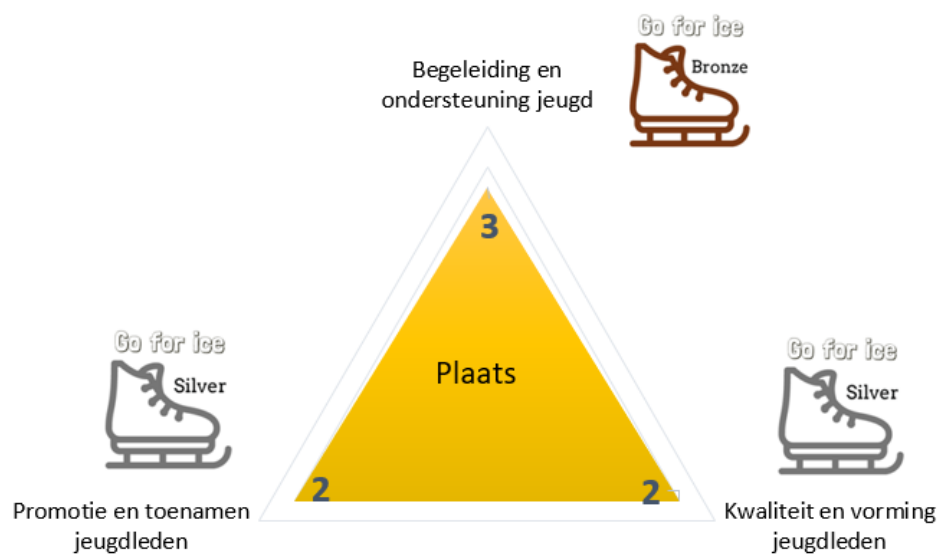 Go for ice
Bronze
Begeleiding en
ondersteuning jeugd
3
Go for ice
Silver
Plaats
Go for ice
Silver
2
2
Promotie en toenamen
jeugdleden
Kwaliteit en vorming
jeugdleden